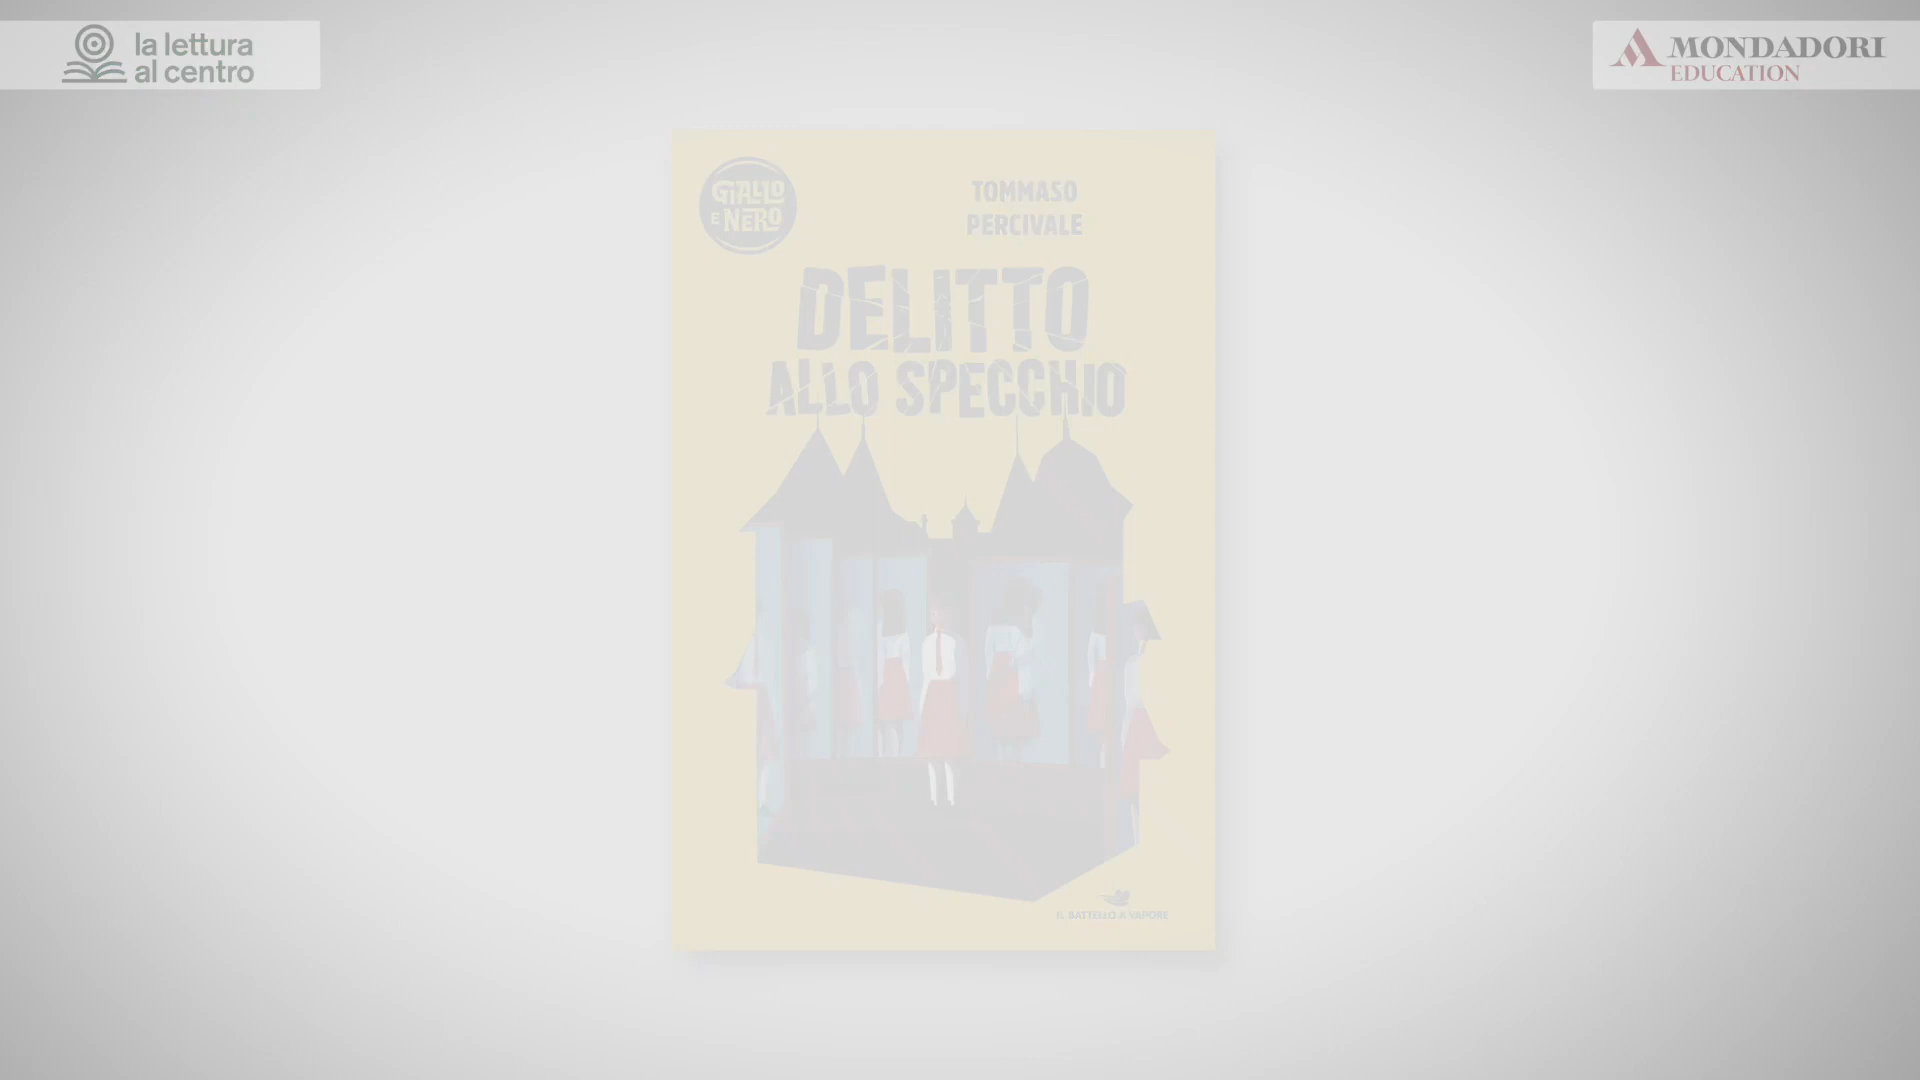 la lettura
al centro
MONDADORI
EDUCATION
GIALLO
E NERO
TOMMASO
PERCIVALE
DELITTO
ALLO SPECCHIO
IL BATTELLO A VAPORE